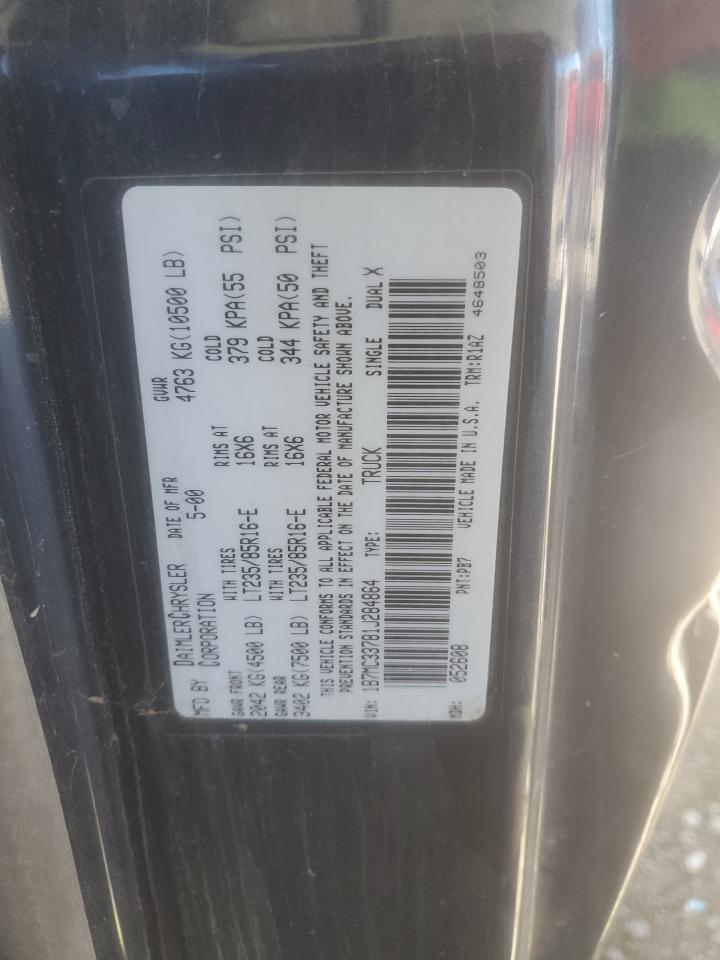 MFD BY DAIMLERCHRYSLER CORPORATION
DATE OF MFR 5-00
GVWR 4763 KG(10500 LB)
GAWR FRONT WITH TIRES RIMS AT COLD
2042 KG(4500 LB) LT235/85R16-E 16X6 379 KPA(55 PSI)
GAWR REAR WITH TIRES RIMS AT COLD
3402 KG(7500 LB) LT235/85R16-E 16X6 344 KPA(50 PSI)
THIS VEHICLE CONFORMS TO ALL APPLICABLE FEDERAL MOTOR VEHICLE SAFETY AND THEFT
PREVENTION STANDARDS IN EFFECT ON THE DATE OF MANUFACTURE SHOWN ABOVE.
VIN: 1B7MC33781J284864 TYPE: TRUCK SINGLE DUAL X
MDH: 052608 PNT:PB7 VEHICLE MADE IN U.S.A. TRM:R1AZ 4648503